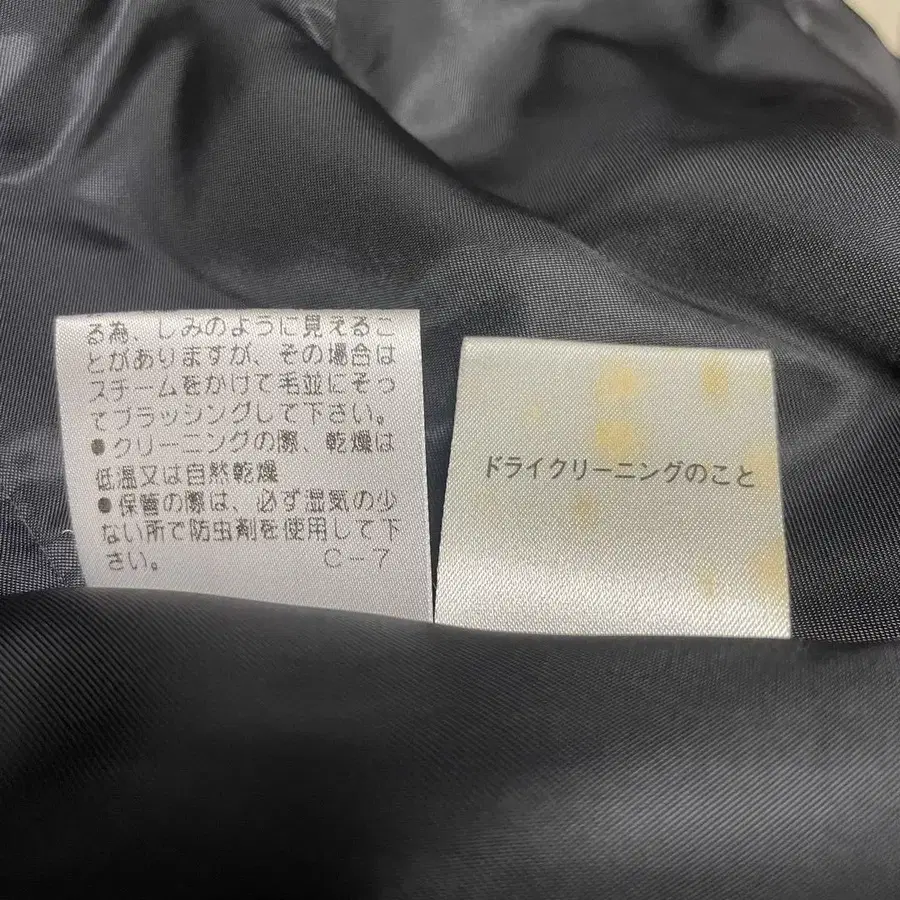 る為、しみのように見えるこ
とがありますが、その場合は
スチームをかけて毛並にそっ
てブラッシングして下さい。
●クリーニングの際、乾燥は
低温又は自然乾燥
●保管の際は、必ず湿気の少
ない所で防虫剤を使用して下
さい。 C-7
ドライクリーニングのこと